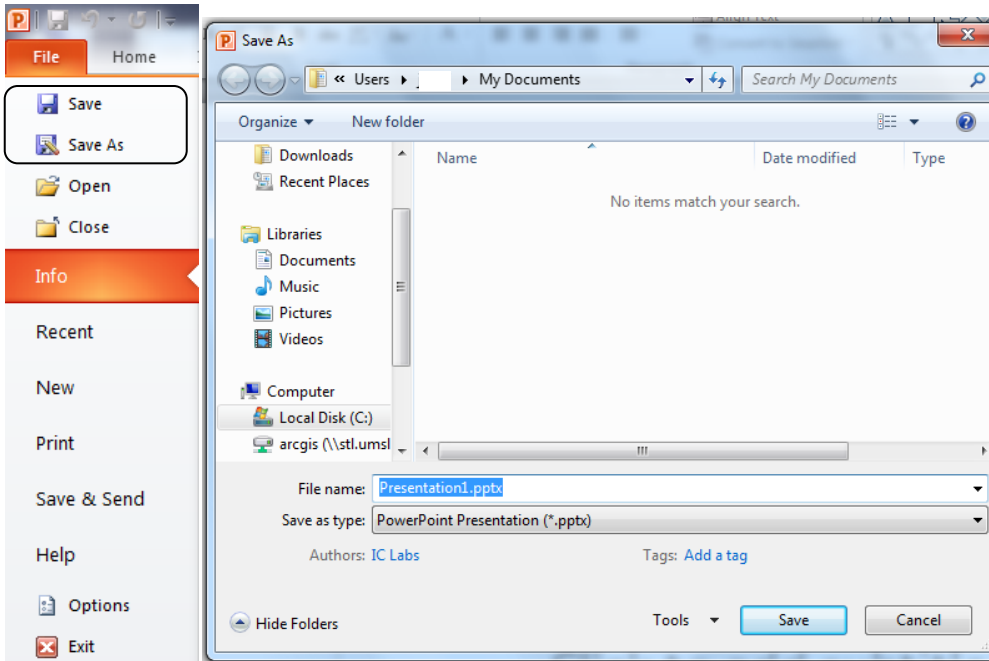 File Home
Save
Save As
Open
Close
Info
Recent
New
Print
Save & Send
Help
Options
Exit
Save As
« Users ▸ ▸ My Documents
Search My Documents
Organize ▾ New folder
Downloads
Recent Places
Libraries
Documents
Music
Pictures
Videos
Computer
Local Disk (C:)
arcgis (\\stl.umsl
Name Date modified Type
No items match your search.
File name: Presentation1.pptx
Save as type: PowerPoint Presentation (*.pptx)
Authors: IC Labs Tags: Add a tag
Hide Folders Tools ▾ Save Cancel